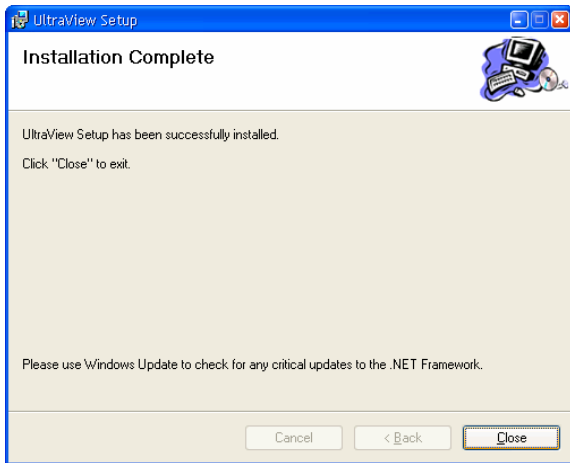 UltraView Setup
Installation Complete
UltraView Setup has been successfully installed.
Click "Close" to exit.
Please use Windows Update to check for any critical updates to the .NET Framework.
Cancel
< Back
Close